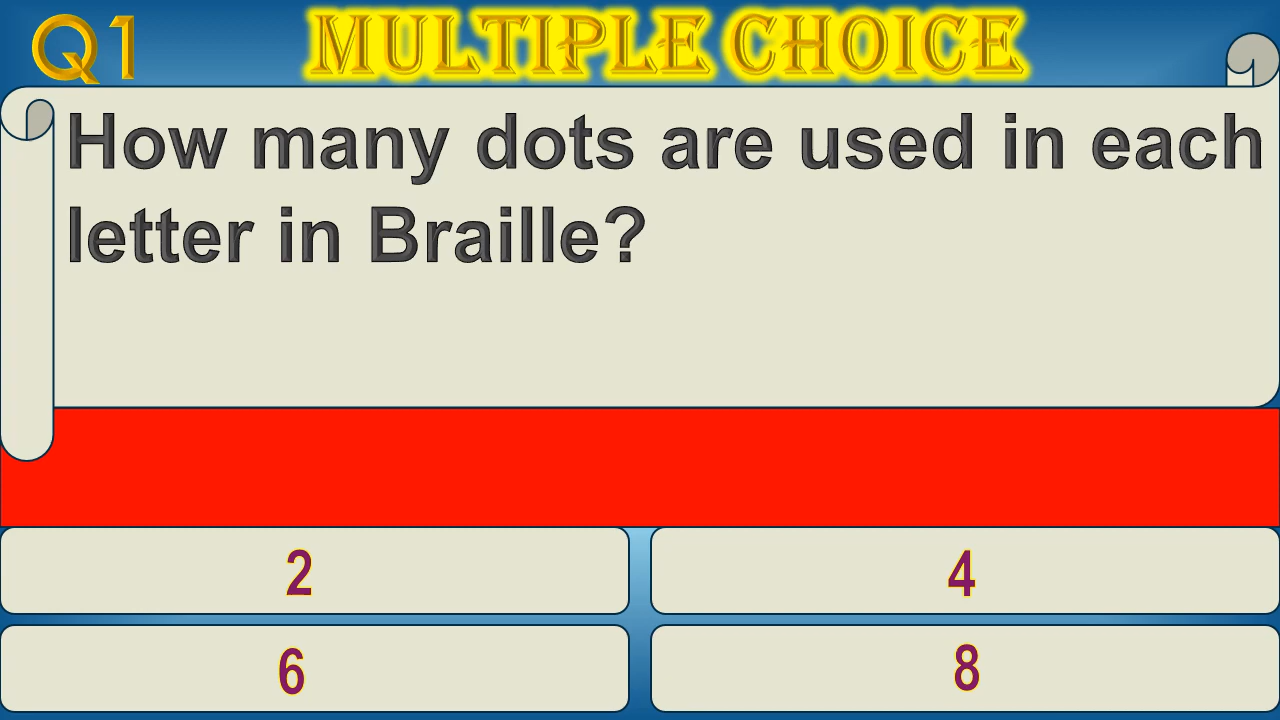 Q1
MULTIPLE CHOICE
How many dots are used in each
letter in Braille?
2
4
6
8